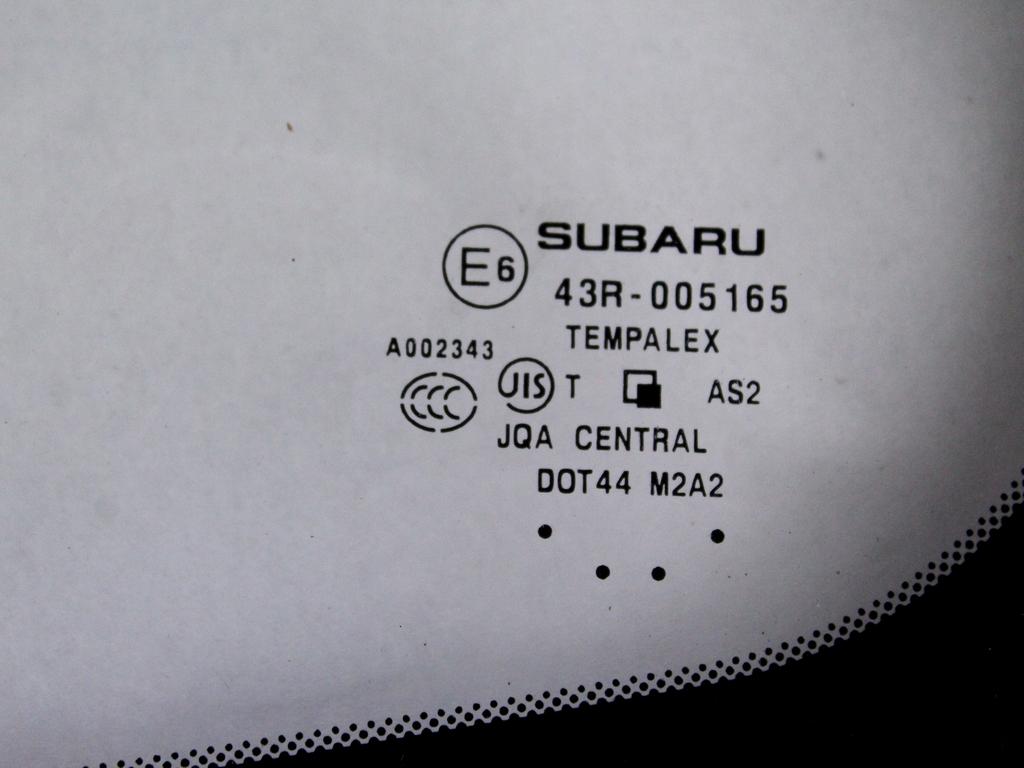 SUBARU
E6
43R-005165
TEMPALEX
A002343
CCC
JIS T AS2
JQA CENTRAL
DOT44 M2A2